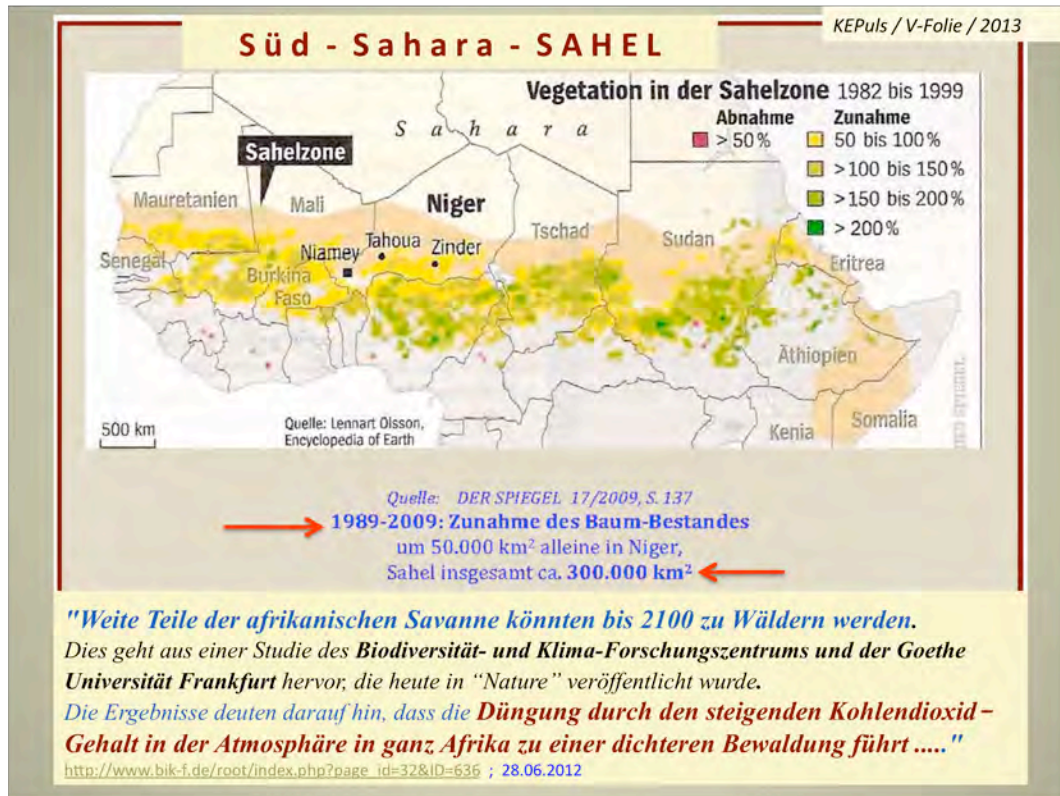 KEPuls / V-Folie / 2013
Süd - Sahara - SAHEL
Vegetation in der Sahelzone 1982 bis 1999
Abnahme
> 50%
Zunahme
50 bis 100%
>100 bis 150%
>150 bis 200%
> 200%
Sahara
Sahelzone
Mauretanien
Mali
Niger
Tschad
Sudan
Eritrea
Senegal
Niamey
Tahoua
Zinder
Burkina
Faso
Äthiopien
Somalia
Kenia
500 km
Quelle: Lennart Olsson,
Encyclopedia of Earth
DER SPIEGEL
Quelle: DER SPIEGEL 17/2009, S. 137
1989-2009: Zunahme des Baum-Bestandes
um 50.000 km² alleine in Niger,
Sahel insgesamt ca. 300.000 km²
"Weite Teile der afrikanischen Savanne könnten bis 2100 zu Wäldern werden.
Dies geht aus einer Studie des Biodiversität- und Klima-Forschungszentrums und der Goethe
Universität Frankfurt hervor, die heute in “Nature” veröffentlicht wurde.
Die Ergebnisse deuten darauf hin, dass die Düngung durch den steigenden Kohlendioxid–
Gehalt in der Atmosphäre in ganz Afrika zu einer dichteren Bewaldung führt ....."
http://www.bik-f.de/root/index.php?page_id=32&ID=636 ; 28.06.2012